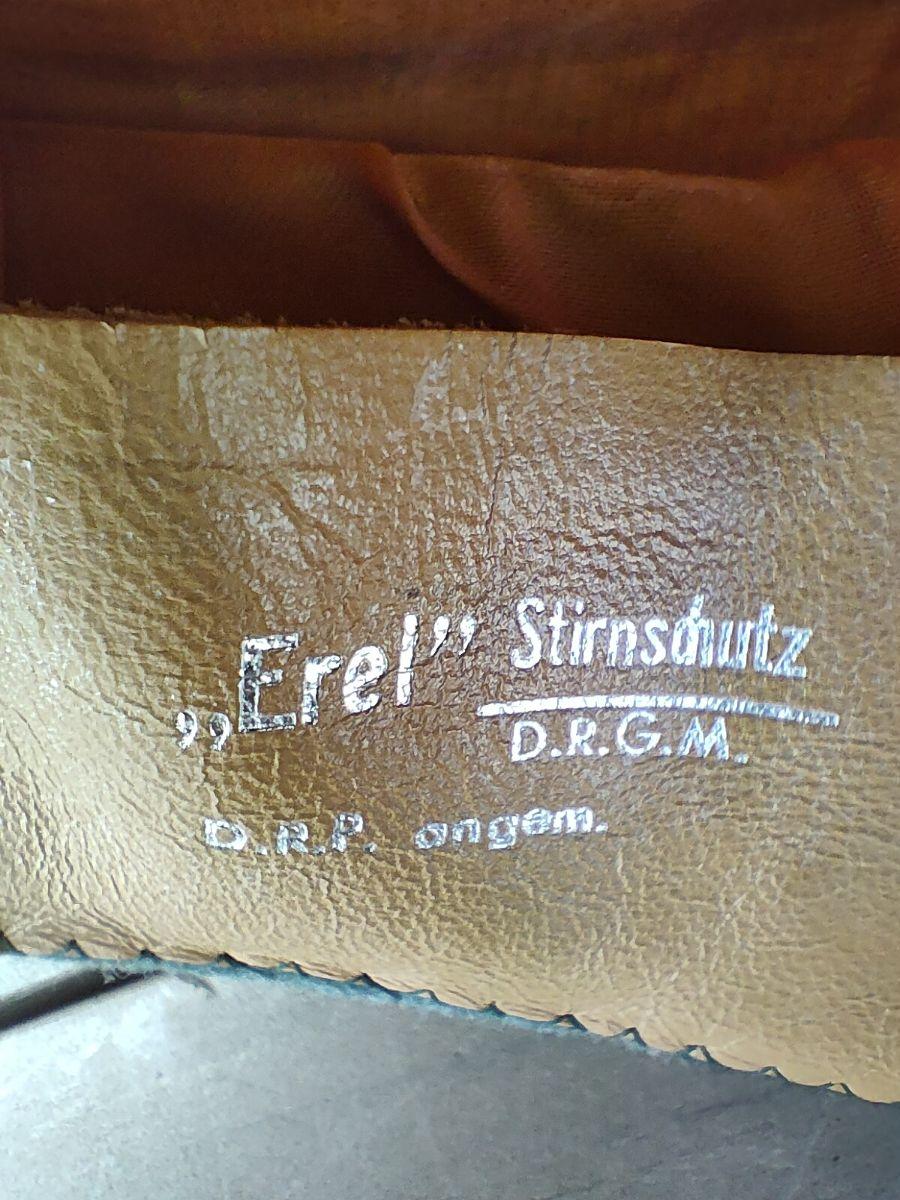 „Erel” Stirnschutz
D.R.G.M.
D.R.P. angem.